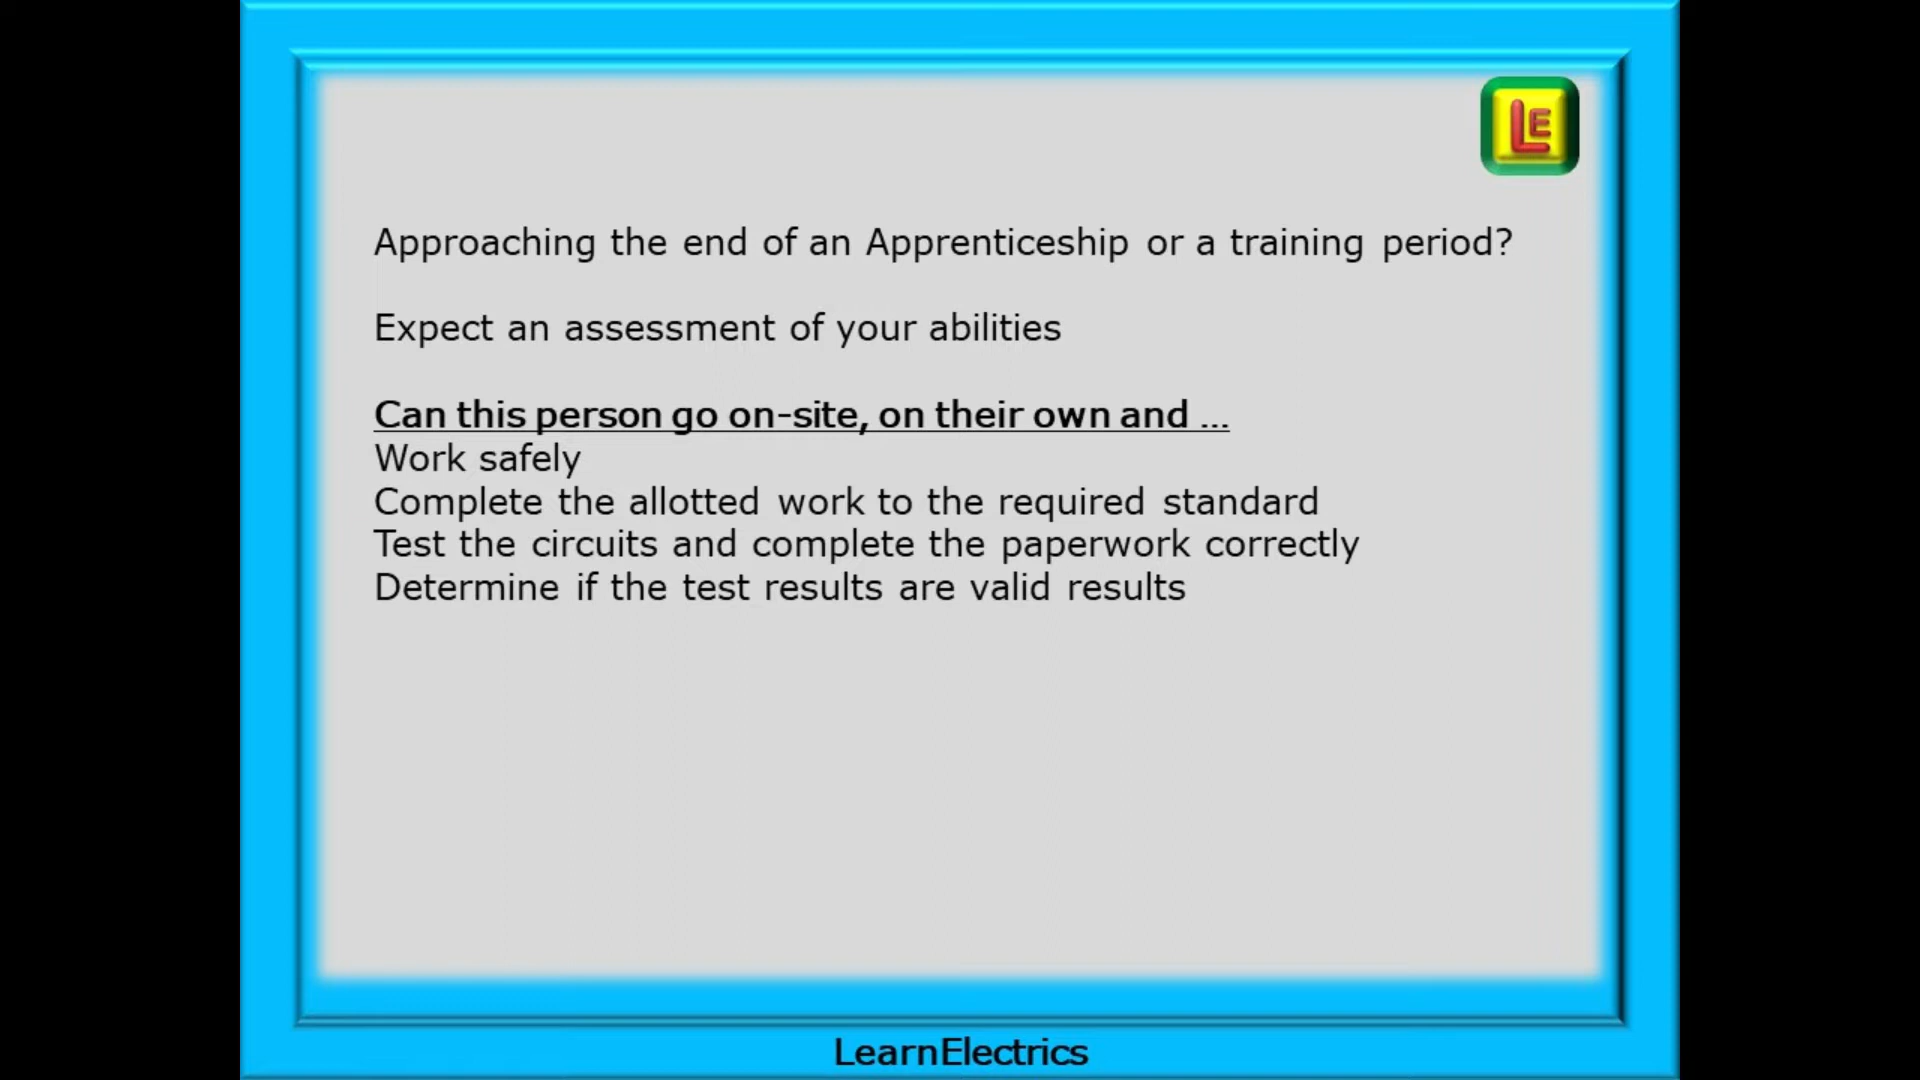 LE
Approaching the end of an Apprenticeship or a training period?
Expect an assessment of your abilities
Can this person go on-site, on their own and ...
Work safely
Complete the allotted work to the required standard
Test the circuits and complete the paperwork correctly
Determine if the test results are valid results
LearnElectrics